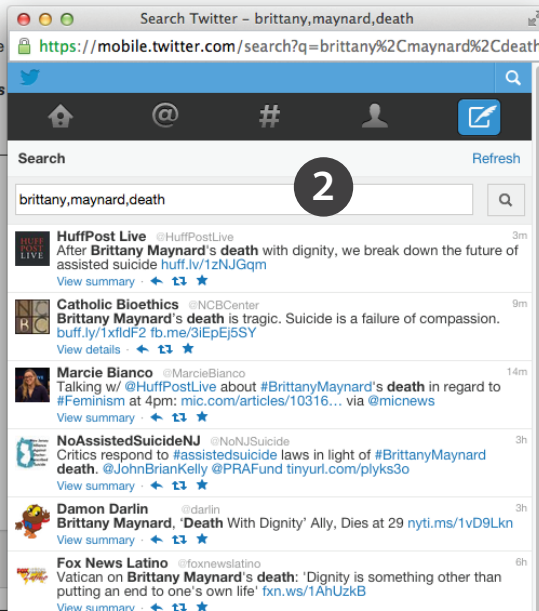 Search Twitter – brittany,maynard,death
https://mobile.twitter.com/search?q=brittany%2Cmaynard%2Cdeath
@
#
Search
Refresh
brittany,maynard,death
2
HUFF
POST
LIVE
HuffPost Live @HuffPostLive 3m
After Brittany Maynard's death with dignity, we break down the future of
assisted suicide huff.lv/1zNJGqm
View summary ·
NCBC
Catholic Bioethics @NCBCenter 9m
Brittany Maynard's death is tragic. Suicide is a failure of compassion.
buff.ly/1xfIdF2 fb.me/3iEpEj5SY
View details ·
Marcie Bianco @MarcieBianco 14m
Talking w/ @HuffPostLive about #BrittanyMaynard's death in regard to
#Feminism at 4pm: mic.com/articles/10316… via @micnews
View summary ·
NoAssistedSuicideNJ @NoNJSuicide 3h
Critics respond to #assistedsuicide laws in light of #BrittanyMaynard
death. @JohnBrianKelly @PRAFund tinyurl.com/plyks3o
View summary ·
Damon Darlin @darlin 3h
Brittany Maynard, ‘Death With Dignity’ Ally, Dies at 29 nyti.ms/1vD9Lkn
View summary ·
Fox News Latino @foxnewslatino 6h
Vatican on Brittany Maynard's death: 'Dignity is something other than
putting an end to one's own life' fxn.ws/1AhUzkB
View summary ·